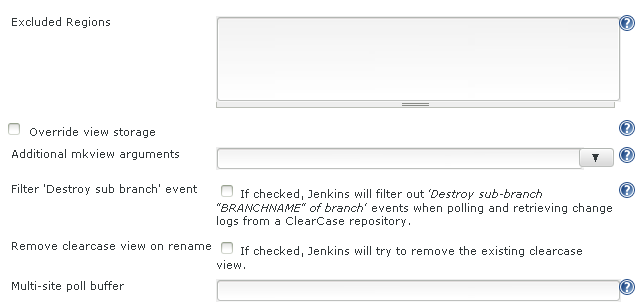 Excluded Regions
Override view storage
Additional mkview arguments
Filter 'Destroy sub branch' event
If checked, Jenkins will filter out 'Destroy sub-branch
"BRANCHNAME" of branch' events when polling and retrieving change
logs from a ClearCase repository.
Remove clearcase view on rename
If checked, Jenkins will try to remove the existing clearcase
view.
Multi-site poll buffer